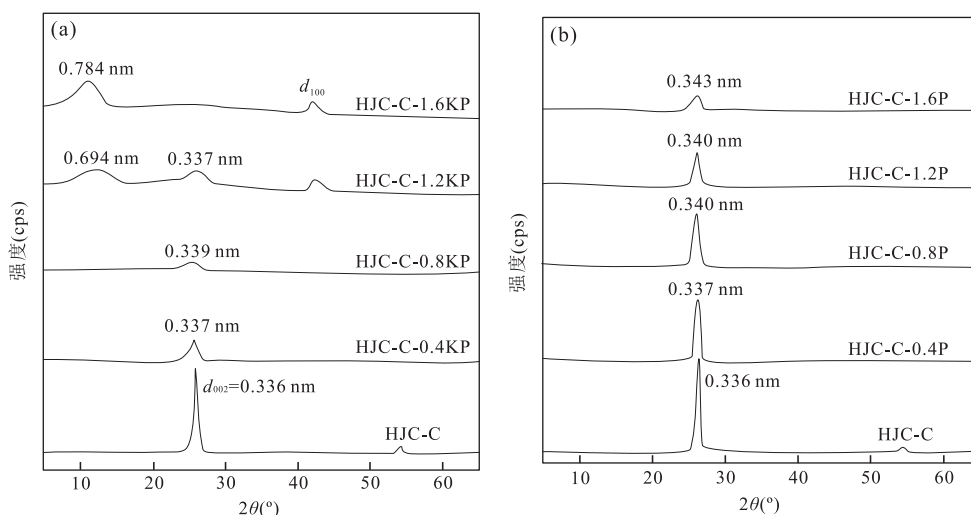 (a)
0.784 nm
d100
HJC-C-1.6KP
0.694 nm
0.337 nm
HJC-C-1.2KP
0.339 nm
HJC-C-0.8KP
0.337 nm
HJC-C-0.4KP
d002=0.336 nm
HJC-C
强度(cps)
10 20 30 40 50 60
2θ(°)
(b)
0.343 nm
HJC-C-1.6P
0.340 nm
HJC-C-1.2P
0.340 nm
HJC-C-0.8P
0.337 nm
HJC-C-0.4P
0.336 nm
HJC-C
强度(cps)
10 20 30 40 50 60
2θ(°)